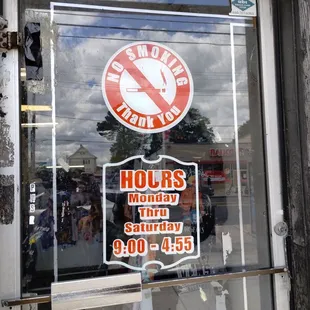 NO SMOKING
Thank You
HOURS
Monday
Thru
Saturday
9:00 - 4:55